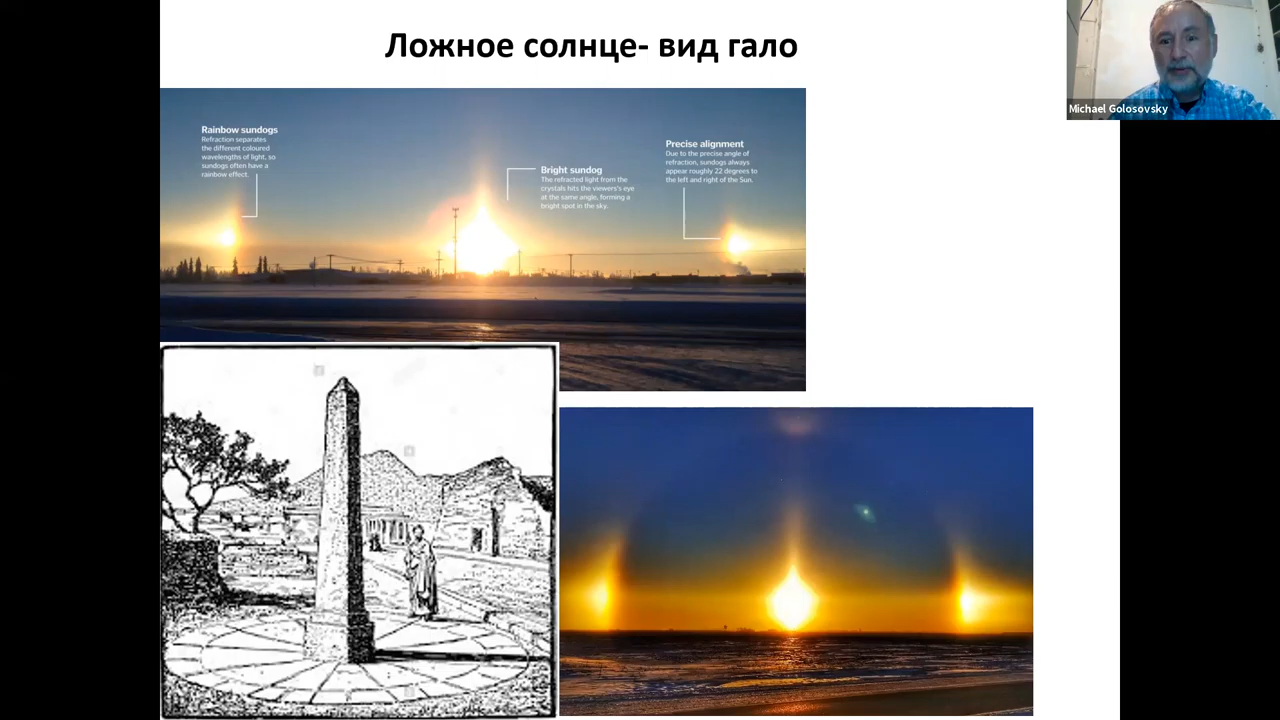 Ложное солнце- вид гало
Michael Golosovsky
Rainbow sundogs
Refraction separates
the different coloured
wavelengths of light, so
sundogs often have a
rainbow effect.
Bright sundog
The refracted light from the
crystals hits the viewers's eye
at the same angle, forming a
bright spot in the sky.
Precise alignment
Due to the precise angle of
refraction, sundogs always
appear roughly 22 degrees to
the left and right of the Sun.